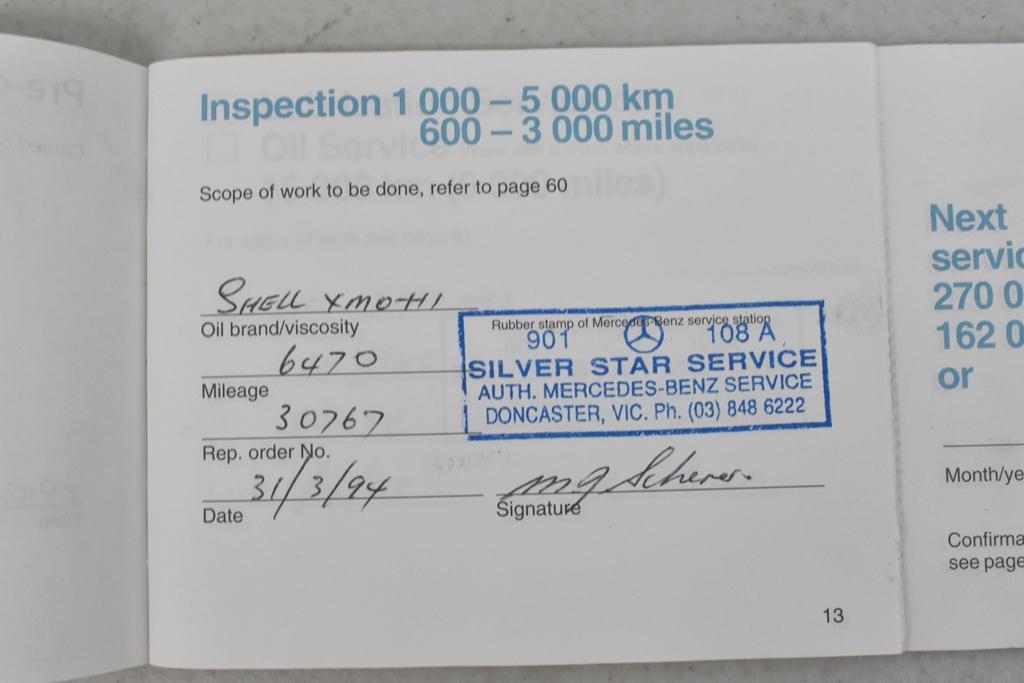 Inspection 1 000 – 5 000 km
600 – 3 000 miles
Scope of work to be done, refer to page 60
SHELL XMO-H1
Oil brand/viscosity
6470
Mileage
30767
Rep. order No.
31/3/94
Date
Rubber stamp of Mercedes-Benz service station
901 108 A
SILVER STAR SERVICE
AUTH. MERCEDES-BENZ SERVICE
DONCASTER, VIC. Ph. (03) 848 6222
Signature
13
Next
servic
270 0
162 0
or
Month/ye
Confirma
see page